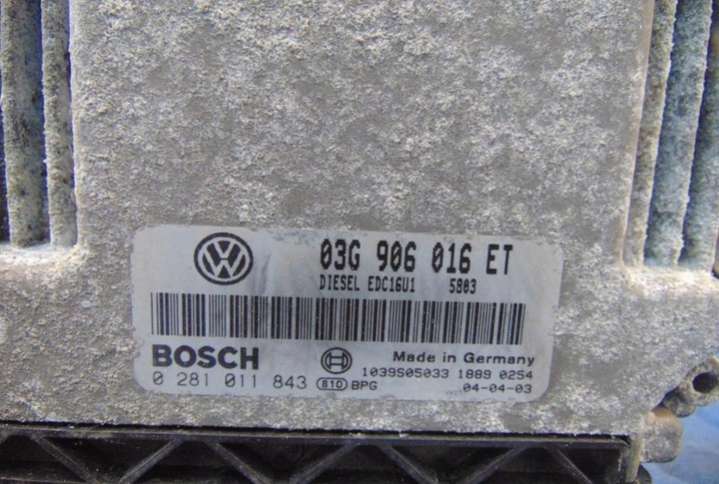 03G 906 016 ET
DIESEL EDC16U1 5803
BOSCH
Made in Germany
1039S05033 1889 0254
0 281 011 843 610 BPG
04-04-03